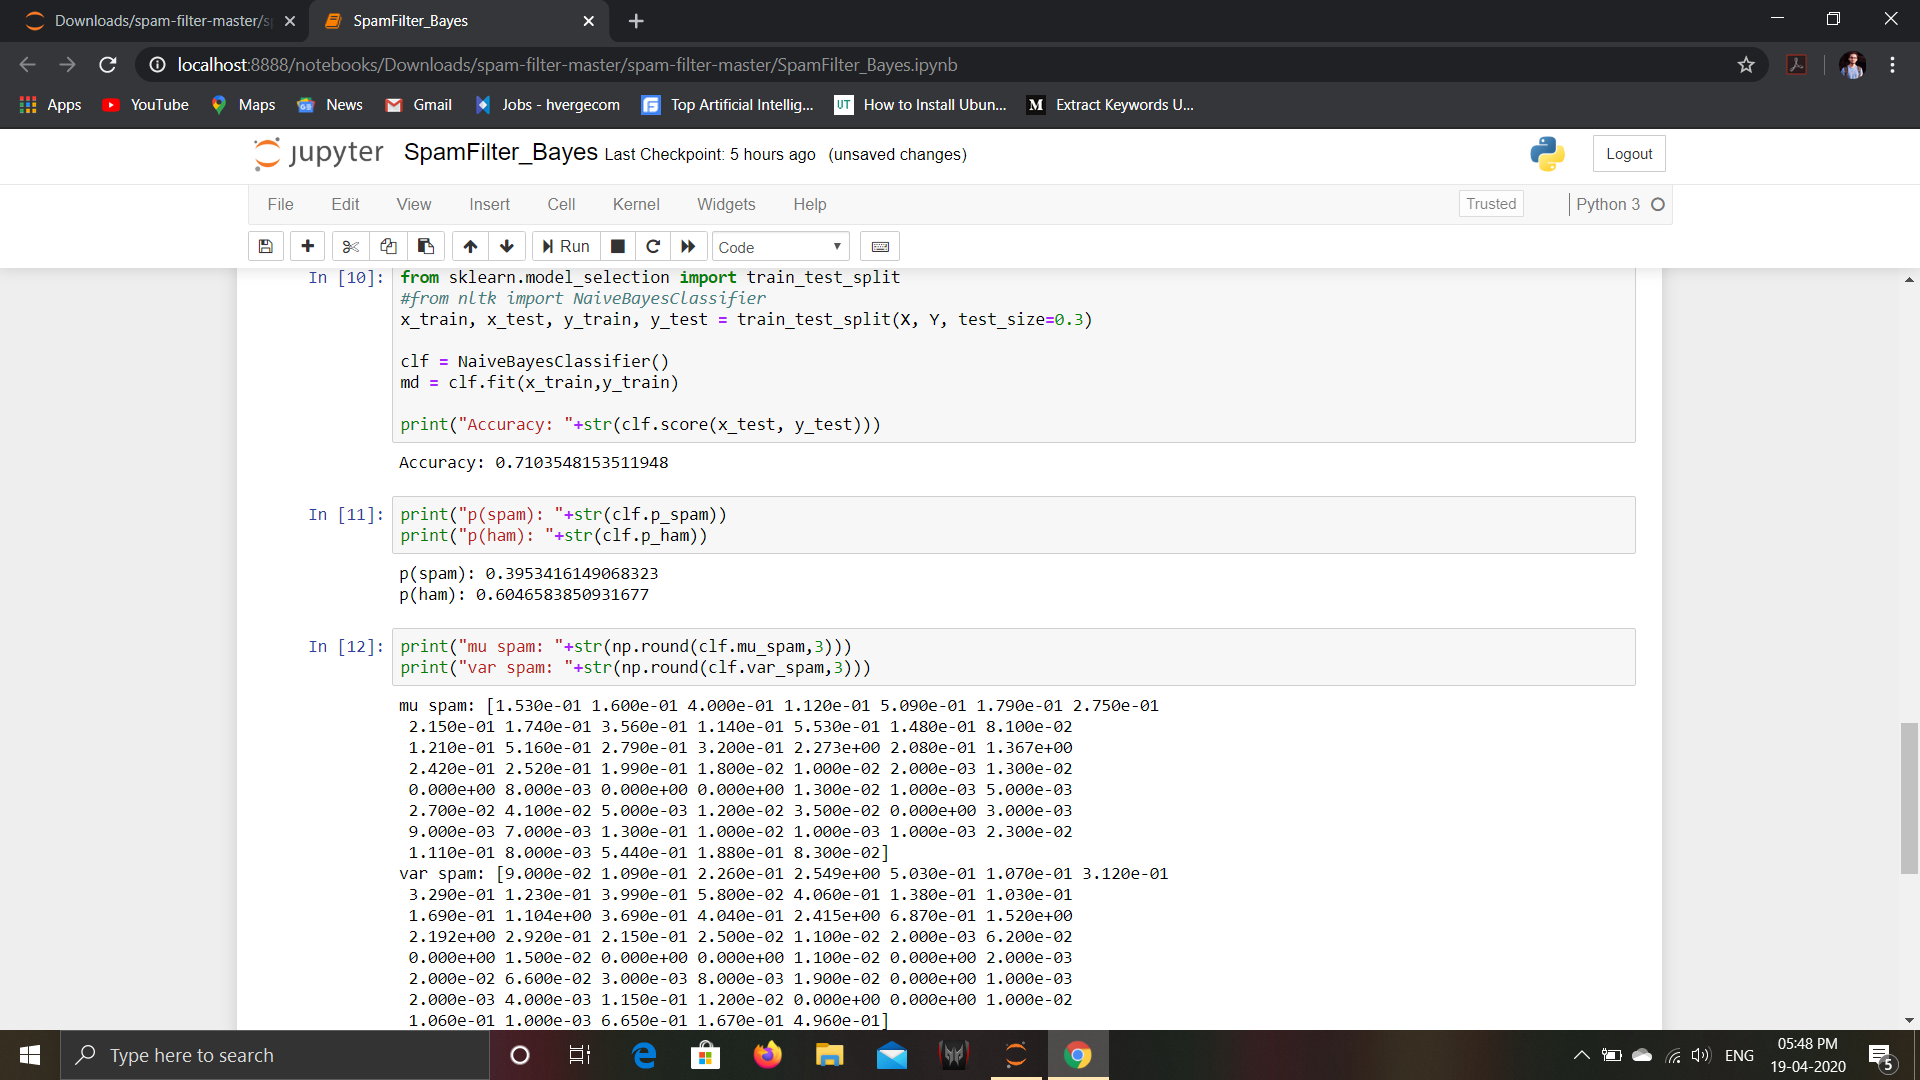 Downloads/spam-filter-master/sp
SpamFilter_Bayes
localhost:8888/notebooks/Downloads/spam-filter-master/spam-filter-master/SpamFilter_Bayes.ipynb
Apps YouTube Maps News Gmail Jobs - hvergecom Top Artificial Intellig... How to Install Ubun... Extract Keywords U...
jupyter SpamFilter_Bayes Last Checkpoint: 5 hours ago (unsaved changes) Logout
File Edit View Insert Cell Kernel Widgets Help Trusted Python 3
Run Code
In [10]: from sklearn.model_selection import train_test_split
#from nltk import NaiveBayesClassifier
x_train, x_test, y_train, y_test = train_test_split(X, Y, test_size=0.3)
clf = NaiveBayesClassifier()
md = clf.fit(x_train,y_train)
print("Accuracy: "+str(clf.score(x_test, y_test)))
Accuracy: 0.7103548153511948
In [11]: print("p(spam): "+str(clf.p_spam))
print("p(ham): "+str(clf.p_ham))
p(spam): 0.3953416149068323
p(ham): 0.6046583850931677
In [12]: print("mu spam: "+str(np.round(clf.mu_spam,3)))
print("var spam: "+str(np.round(clf.var_spam,3)))
mu spam: [1.530e-01 1.600e-01 4.000e-01 1.120e-01 5.090e-01 1.790e-01 2.750e-01
2.150e-01 1.740e-01 3.560e-01 1.140e-01 5.530e-01 1.480e-01 8.100e-02
1.210e-01 5.160e-01 2.790e-01 3.200e-01 2.273e+00 2.080e-01 1.367e+00
2.420e-01 2.520e-01 1.990e-01 1.800e-02 1.000e-02 2.000e-03 1.300e-02
0.000e+00 8.000e-03 0.000e+00 0.000e+00 1.300e-02 1.000e-03 5.000e-03
2.700e-02 4.100e-02 5.000e-03 1.200e-02 3.500e-02 0.000e+00 3.000e-03
9.000e-03 7.000e-03 1.300e-01 1.000e-02 1.000e-03 1.000e-03 2.300e-02
1.110e-01 8.000e-03 5.440e-01 1.880e-01 8.300e-02]
var spam: [9.000e-02 1.090e-01 2.260e-01 2.549e+00 5.030e-01 1.070e-01 3.120e-01
3.290e-01 1.230e-01 3.990e-01 5.800e-02 4.060e-01 1.380e-01 1.030e-01
1.690e-01 1.104e+00 3.690e-01 4.040e-01 2.415e+00 6.870e-01 1.520e+00
2.192e+00 2.920e-01 2.150e-01 2.500e-02 1.100e-02 2.000e-03 6.200e-02
0.000e+00 1.500e-02 0.000e+00 0.000e+00 1.100e-02 0.000e+00 2.000e-03
2.000e-02 6.600e-02 3.000e-03 8.000e-03 1.900e-02 0.000e+00 1.000e-03
2.000e-03 4.000e-03 1.150e-01 1.200e-02 0.000e+00 0.000e+00 1.000e-02
1.060e-01 1.000e-03 6.650e-01 1.670e-01 4.960e-01]
Type here to search
ENG
05:48 PM
19-04-2020
5